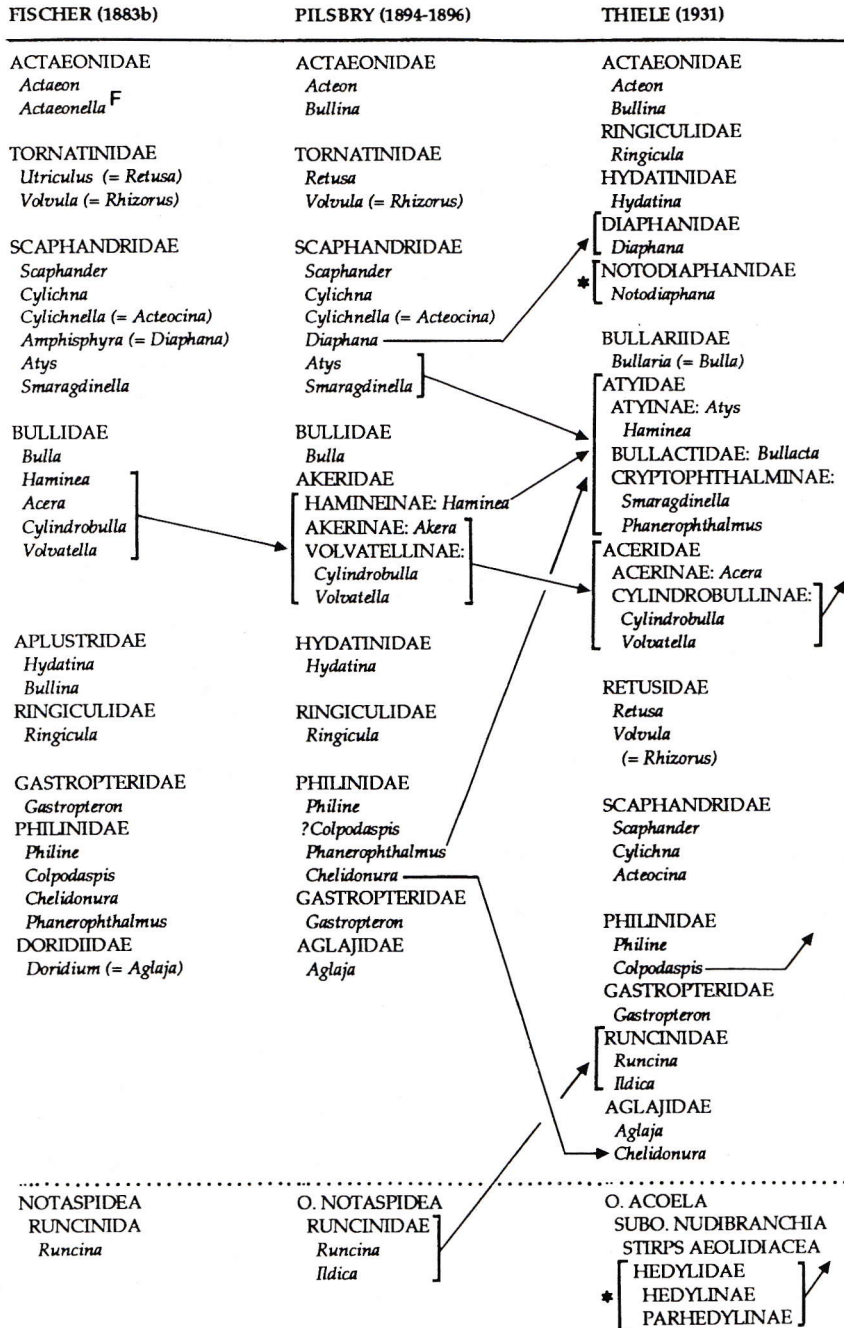 FISCHER (1883b)
ACTAEONIDAE
Actaeon
Actaeonella F
TORNATINIDAE
Utriculus (= Retusa)
Volvula (= Rhizorus)
SCAPHANDRIDAE
Scaphander
Cylichna
Cylichnella (= Acteocina)
Amphisphyra (= Diaphana)
Atys
Smaragdinella
BULLIDAE
Bulla
Haminea
Acera
Cylindrobulla
Volvatella
APLUSTRIDAE
Hydatina
Bullina
RINGICULIDAE
Ringicula
GASTROPTERIDAE
Gastropteron
PHILINIDAE
Philine
Colpodaspis
Chelidonura
Phanerophthalmus
DORIDIIDAE
Doridium (= Aglaja)
NOTASPIDEA
RUNCINIDA
Runcina
PILSBRY (1894-1896)
ACTAEONIDAE
Acteon
Bullina
TORNATINIDAE
Retusa
Volvula (= Rhizorus)
SCAPHANDRIDAE
Scaphander
Cylichna
Cylichnella (= Acteocina)
Diaphana
Atys
Smaragdinella
BULLIDAE
Bulla
AKERIDAE
HAMINEINAE: Haminea
AKERINAE: Akera
VOLVATELLINAE:
Cylindrobulla
Volvatella
HYDATINIDAE
Hydatina
RINGICULIDAE
Ringicula
PHILINIDAE
Philine
?Colpodaspis
Phanerophthalmus
Chelidonura
GASTROPTERIDAE
Gastropteron
AGLAJIDAE
Aglaja
O. NOTASPIDEA
RUNCINIDAE
Runcina
Ildica
THIELE (1931)
ACTAEONIDAE
Acteon
Bullina
RINGICULIDAE
Ringicula
HYDATINIDAE
Hydatina
DIAPHANIDAE
Diaphana
* NOTODIAPHANIDAE
Notodiaphana
BULLARIIDAE
Bullaria (= Bulla)
ATYIDAE
ATYINAE: Atys
Haminea
BULLACTIDAE: Bullacta
CRYPTOPHTHALMINAE:
Smaragdinella
Phanerophthalmus
ACERIDAE
ACERINAE: Acera
CYLINDROBULLINAE:
Cylindrobulla
Volvatella
RETUSIDAE
Retusa
Volvula
(= Rhizorus)
SCAPHANDRIDAE
Scaphander
Cylichna
Acteocina
PHILINIDAE
Philine
Colpodaspis
GASTROPTERIDAE
Gastropteron
RUNCINIDAE
Runcina
Ildica
AGLAJIDAE
Aglaja
Chelidonura
O. ACOELA
SUBO. NUDIBRANCHIA
STIRPS AEOLIDIACEA
* HEDYLIDAE
HEDYLINAE
PARHEDYLINAE